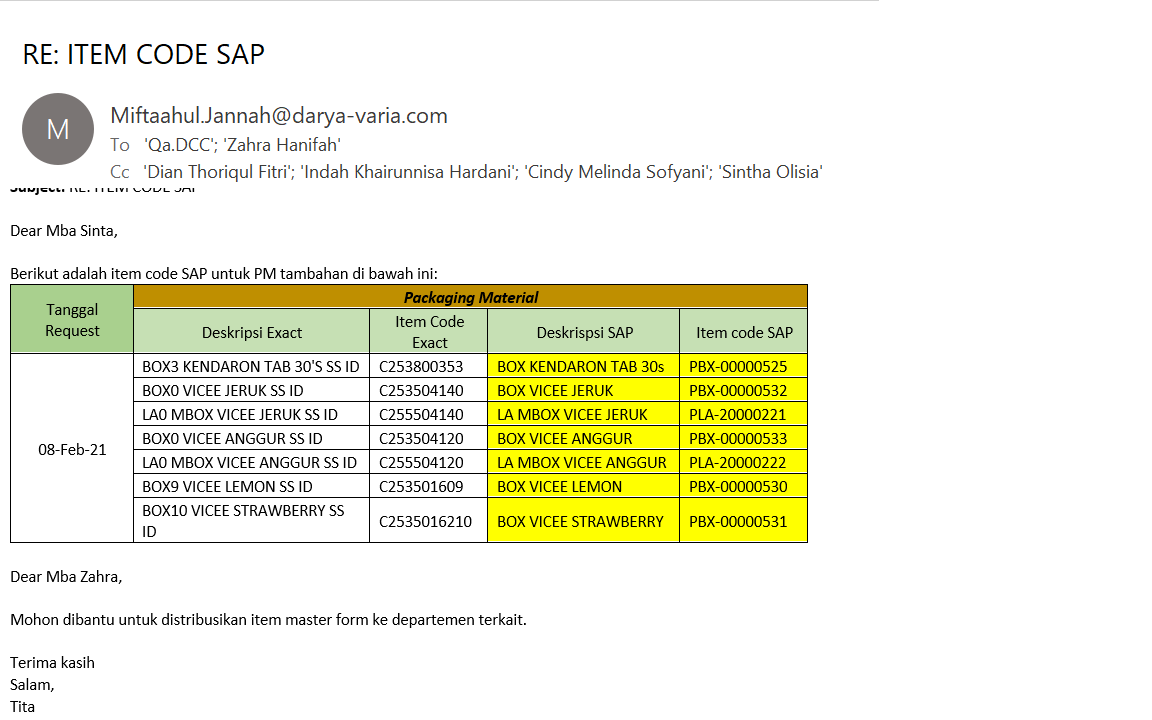 RE: ITEM CODE SAP
M
Miftaahul.Jannah@darya-varia.com
To 'Qa.DCC'; 'Zahra Hanifah'
Cc 'Dian Thoriqul Fitri'; 'Indah Khairunnisa Hardani'; 'Cindy Melinda Sofyani'; 'Sintha Olisia'
Subject: RE: ITEM CODE SAP
Dear Mba Sinta,
Berikut adalah item code SAP untuk PM tambahan di bawah ini:
Tanggal Request Packaging Material
Deskripsi Exact Item Code Exact Deskrispsi SAP Item code SAP
08-Feb-21
BOX3 KENDARON TAB 30'S SS ID C253800353 BOX KENDARON TAB 30s PBX-00000525
BOX0 VICEE JERUK SS ID C253504140 BOX VICEE JERUK PBX-00000532
LA0 MBOX VICEE JERUK SS ID C255504140 LA MBOX VICEE JERUK PLA-20000221
BOX0 VICEE ANGGUR SS ID C253504120 BOX VICEE ANGGUR PBX-00000533
LA0 MBOX VICEE ANGGUR SS ID C255504120 LA MBOX VICEE ANGGUR PLA-20000222
BOX9 VICEE LEMON SS ID C253501609 BOX VICEE LEMON PBX-00000530
BOX10 VICEE STRAWBERRY SS ID C2535016210 BOX VICEE STRAWBERRY PBX-00000531
Dear Mba Zahra,
Mohon dibantu untuk distribusikan item master form ke departemen terkait.
Terima kasih
Salam,
Tita